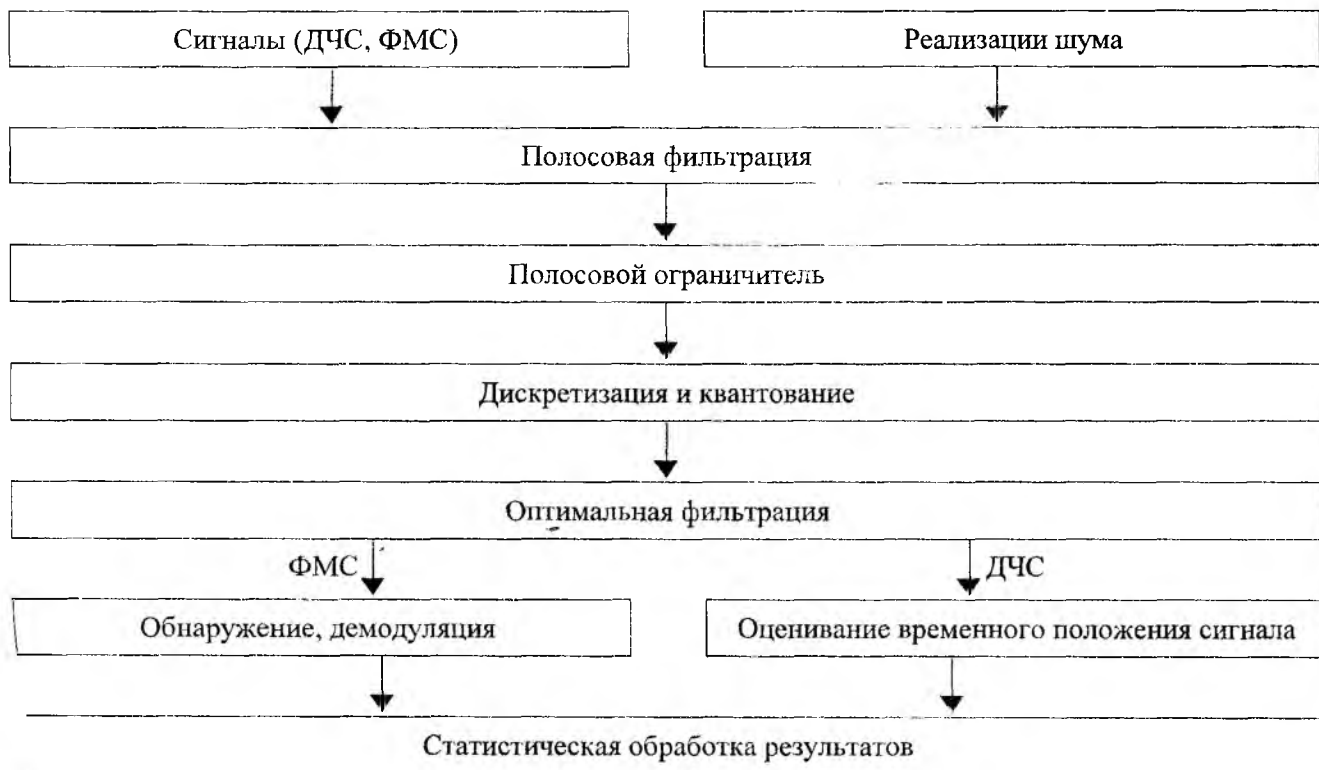 Сигналы (ДЧС, ФМС)
Реализации шума
Полосовая фильтрация
Полосовой ограничитель
Дискретизация и квантование
Оптимальная фильтрация
ФМС
ДЧС
Обнаружение, демодуляция
Оценивание временного положения сигнала
Статистическая обработка результатов